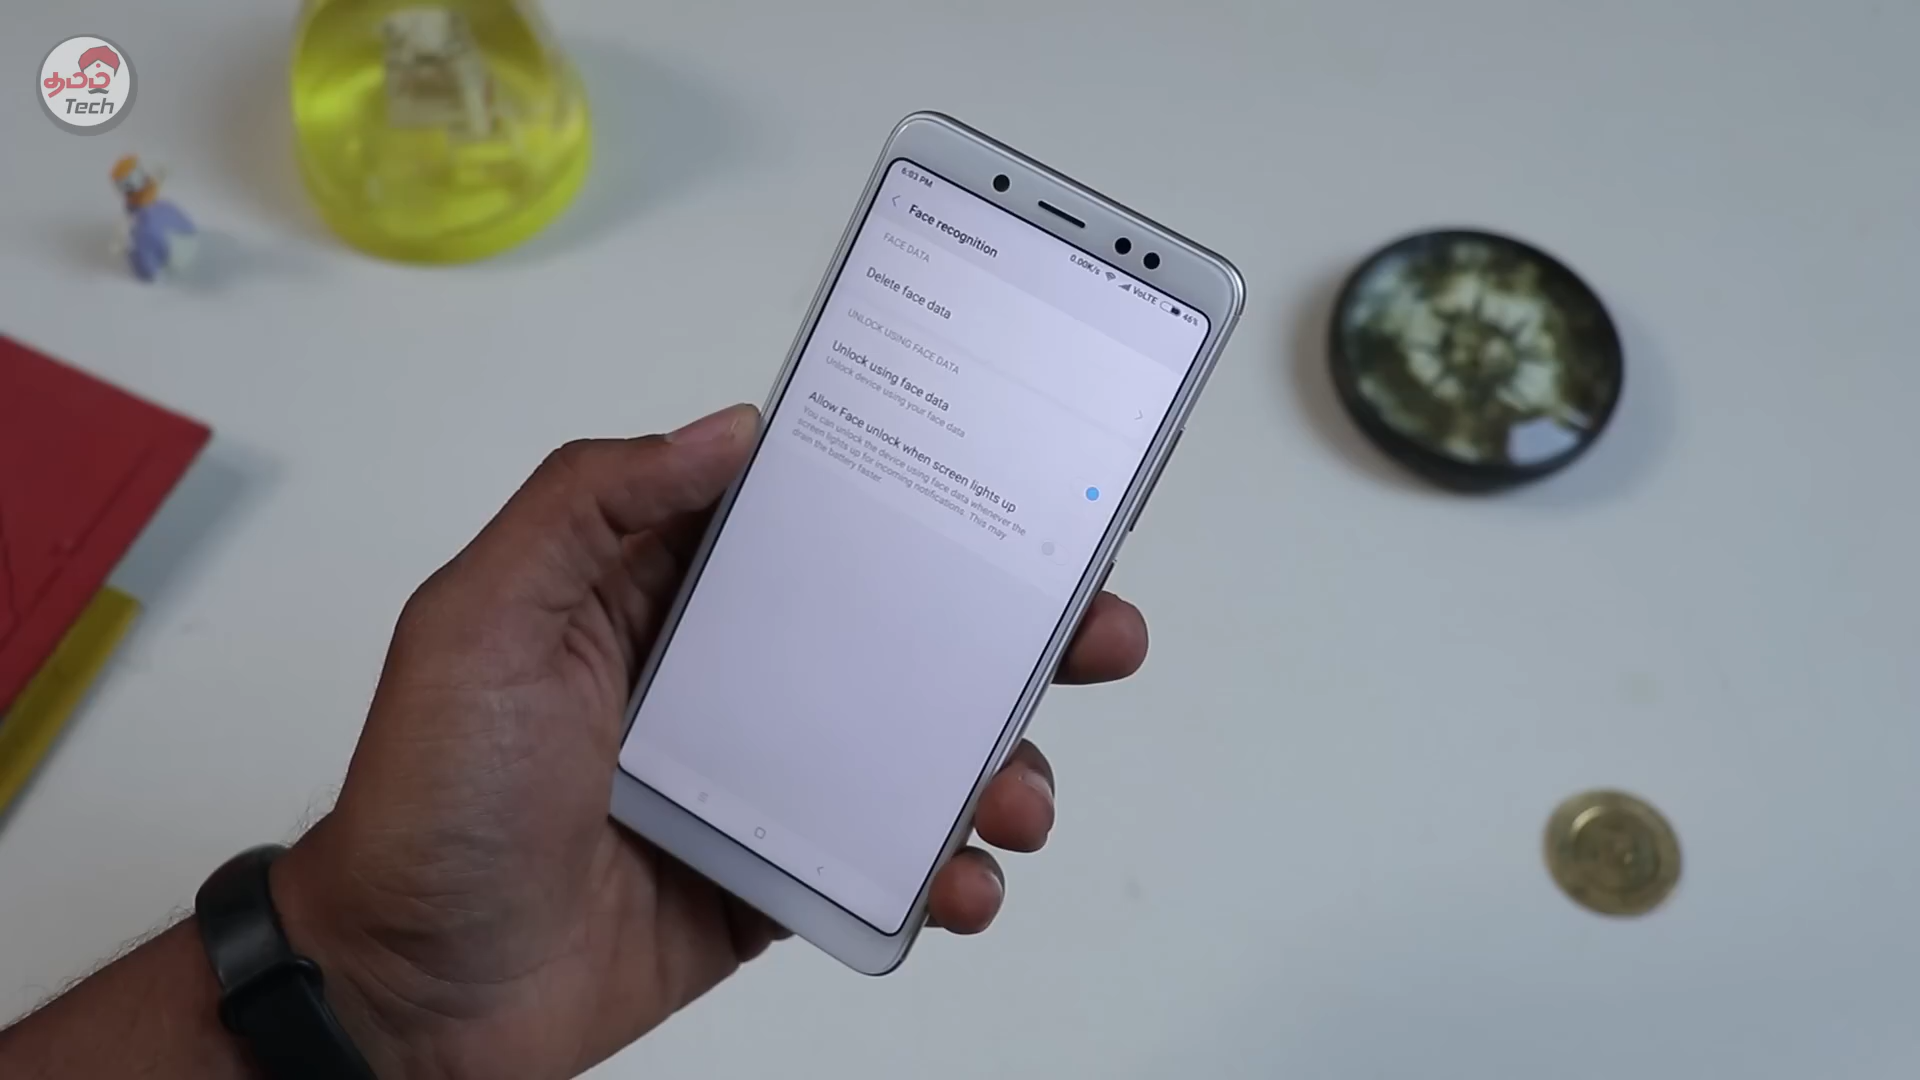 தமிழ்
Tech
6:03 PM
0.00K/s VoLTE 46%
Face recognition
FACE DATA
Delete face data
UNLOCK USING FACE DATA
Unlock using face data
Unlock device using your face data
Allow Face unlock when screen lights up
You can unlock the device using face data whenever the
screen lights up for incoming notifications. This may
drain the battery faster.